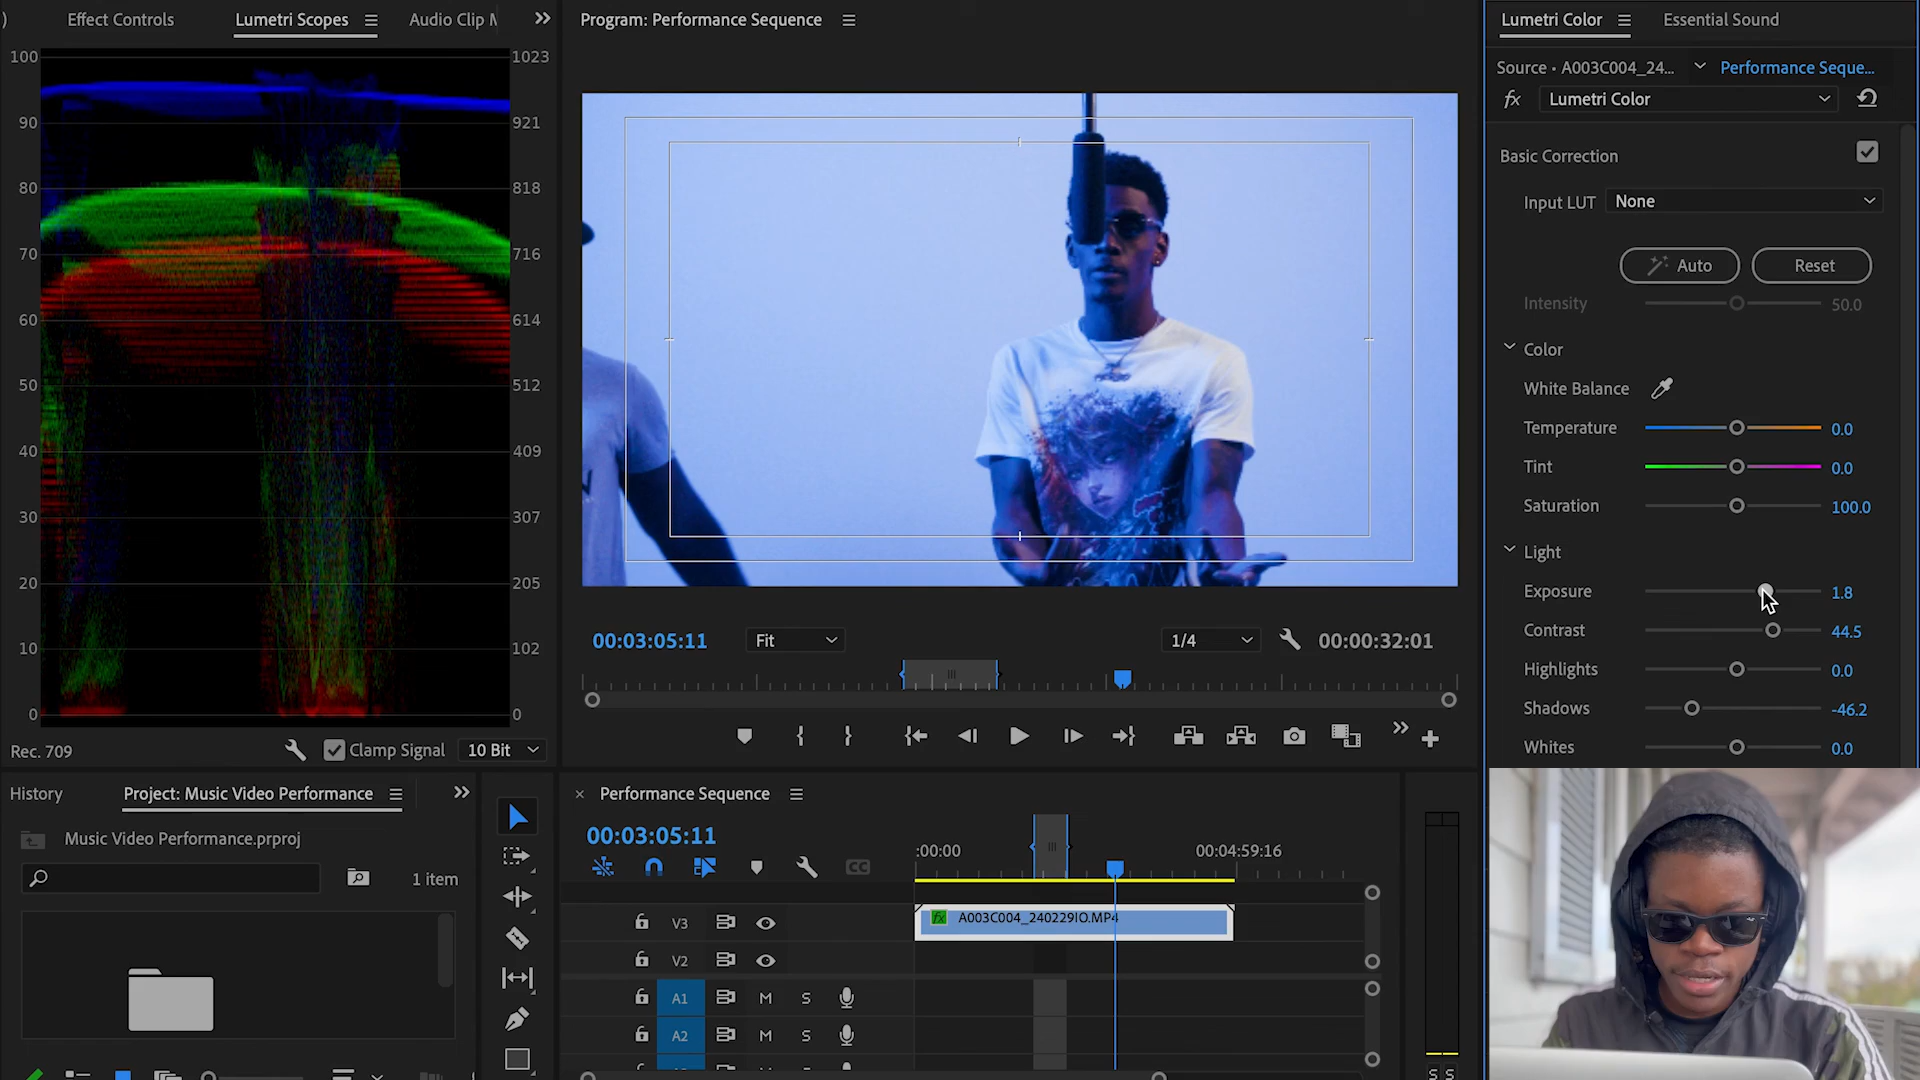 Effect Controls
Lumetri Scopes
Audio Clip M
Program: Performance Sequence
Lumetri Color
Essential Sound
100
1023
90
921
80
818
70
716
60
614
50
512
40
409
30
307
20
205
10
102
0
0
Rec. 709
Clamp Signal
10 Bit
00:03:05:11
Fit
1/4
00:00:32:01
Source • A003C004_24...
Performance Seque...
fx
Lumetri Color
Basic Correction
Input LUT
None
Auto
Reset
Intensity
50.0
Color
White Balance
Temperature
0.0
Tint
0.0
Saturation
100.0
Light
Exposure
1.8
Contrast
44.5
Highlights
0.0
Shadows
-46.2
Whites
0.0
History
Project: Music Video Performance
Music Video Performance.prproj
1 item
Performance Sequence
00:03:05:11
:00:00
00:04:59:16
CC
V3
fx
A003C004_240229IO.MP4
V2
A1
M
S
A2
M
S
S
S